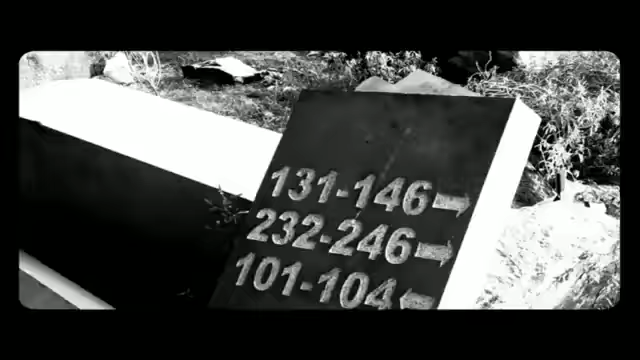 131-146 →
232-246 →
101-104 ←